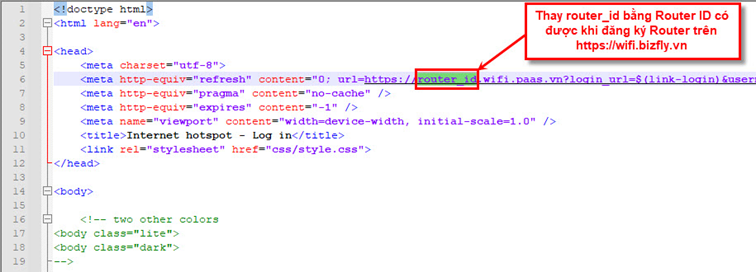 Thay router_id bằng Router ID có
được khi đăng ký Router trên
https://wifi.bizfly.vn
1 <!doctype html>
2 <html lang="en">
3
4 <head>
5 <meta charset="utf-8">
6 <meta http-equiv="refresh" content="0; url=https://router_id.wifi.paas.vn?login_url=$(link-login)&user
7 <meta http-equiv="pragma" content="no-cache" />
8 <meta http-equiv="expires" content="-1" />
9 <meta name="viewport" content="width=device-width, initial-scale=1.0" />
10 <title>Internet hotspot - Log in</title>
11 <link rel="stylesheet" href="css/style.css">
12 </head>
13
14 <body>
15
16 <!-- two other colors
17 <body class="lite">
18 <body class="dark">
19 -->